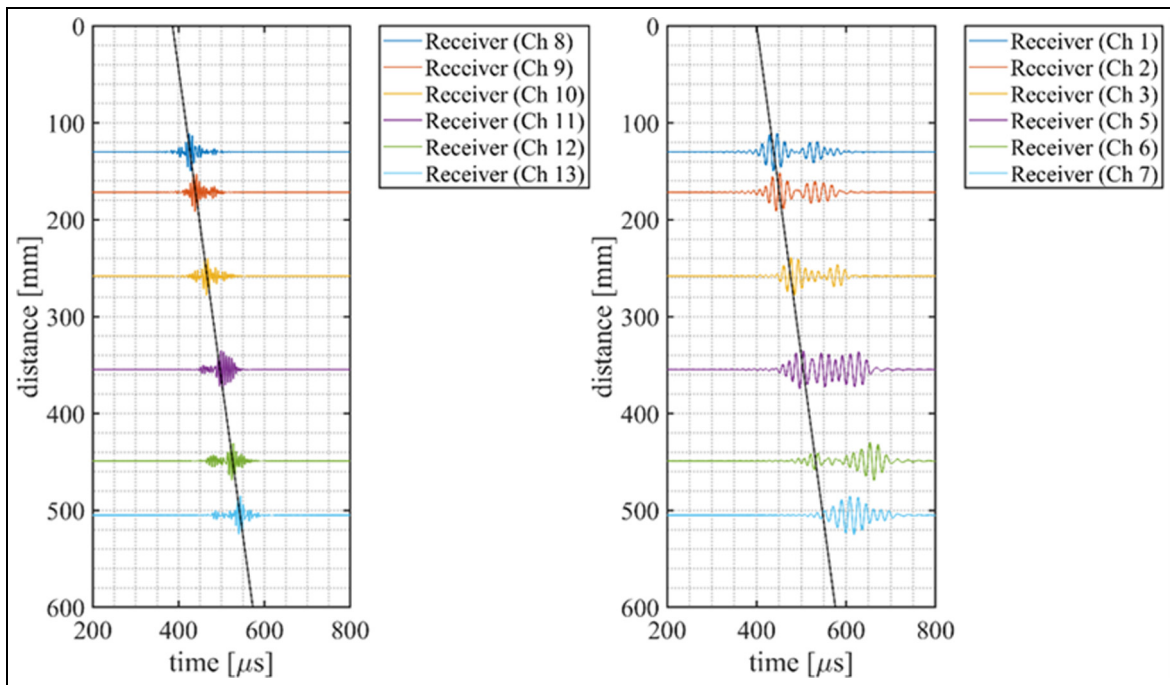 0
100
200
300
400
500
600
distance [mm]
200 400 600 800
time [μs]
Receiver (Ch 8)
Receiver (Ch 9)
Receiver (Ch 10)
Receiver (Ch 11)
Receiver (Ch 12)
Receiver (Ch 13)
0
100
200
300
400
500
600
distance [mm]
200 400 600 800
time [μs]
Receiver (Ch 1)
Receiver (Ch 2)
Receiver (Ch 3)
Receiver (Ch 5)
Receiver (Ch 6)
Receiver (Ch 7)